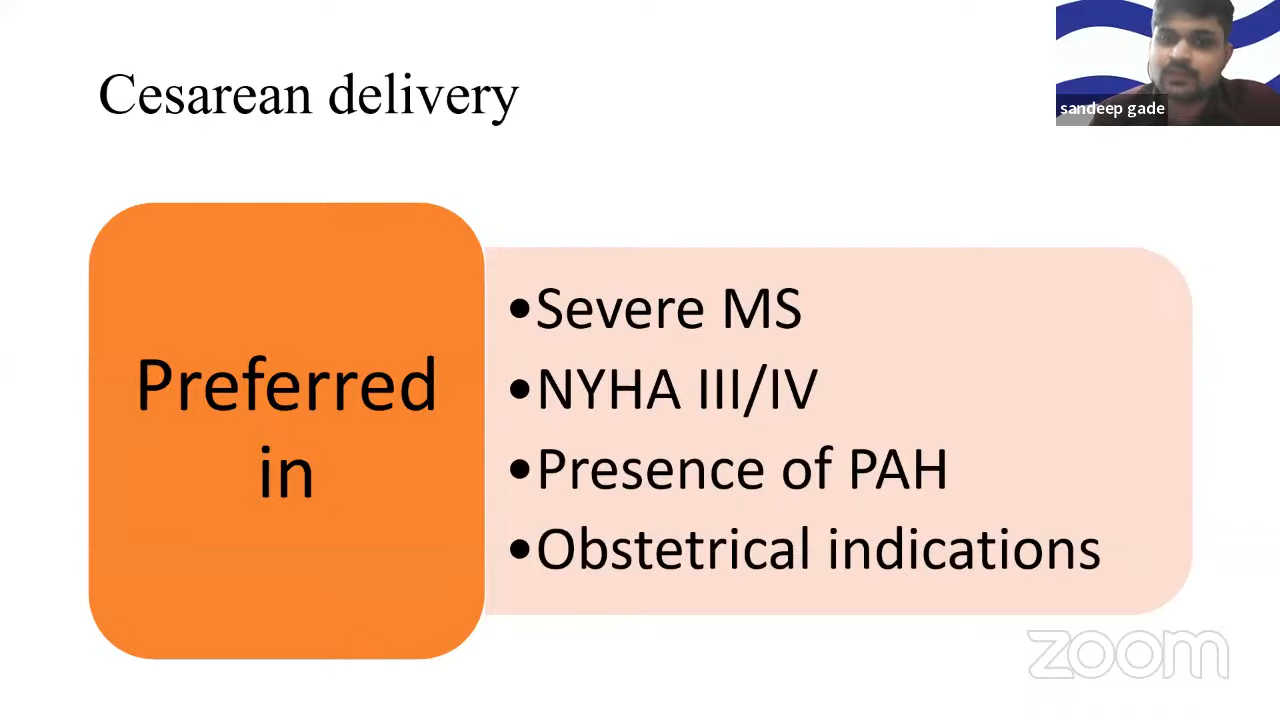 Cesarean delivery
sandeep gade
Preferred
in
•Severe MS
•NYHA III/IV
•Presence of PAH
•Obstetrical indications
zoom